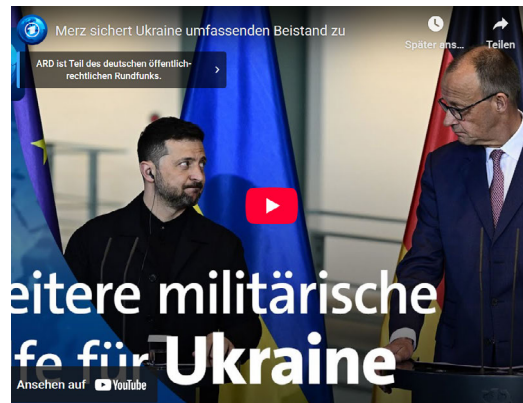 Merz sichert Ukraine umfassenden Beistand zu
Später ans...
Teilen
ARD ist Teil des deutschen öffentlich-
rechtlichen Rundfunks.
eitere militärische
fe für Ukraine
Ansehen auf YouTube